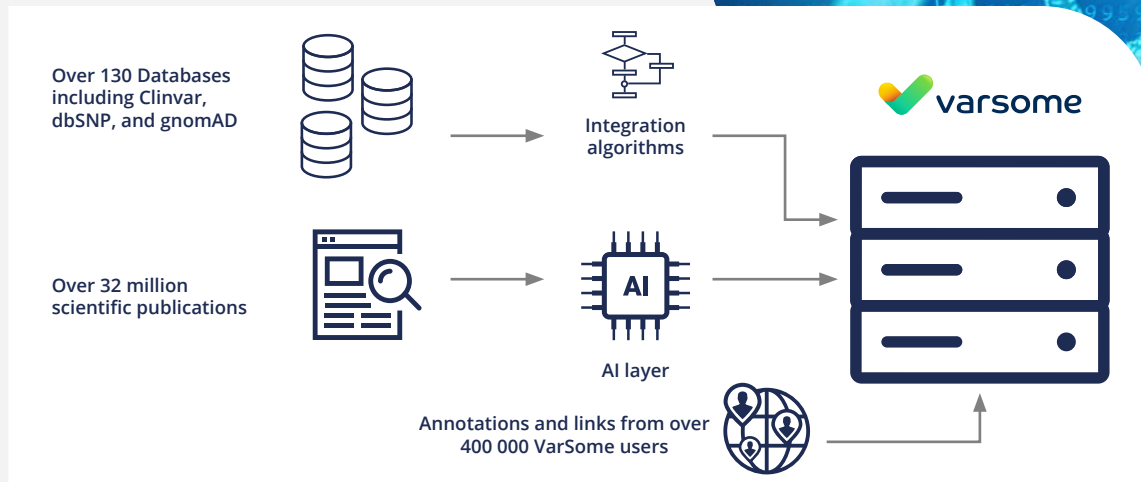 Over 130 Databases
including Clinvar,
dbSNP, and gnomAD
Integration
algorithms
varsome
Over 32 million
scientific publications
AI
AI layer
Annotations and links from over
400 000 VarSome users